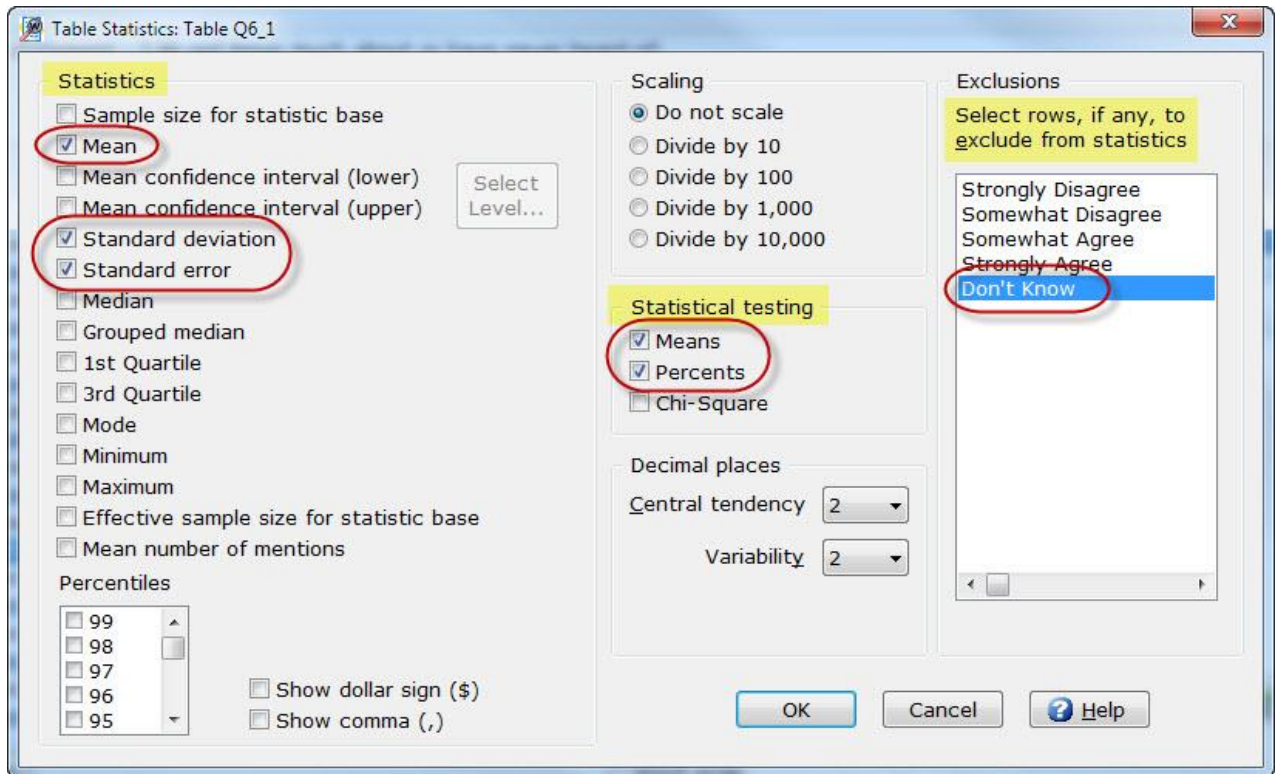 Table Statistics: Table Q6_1
Statistics
Sample size for statistic base
Mean
Mean confidence interval (lower)
Mean confidence interval (upper)
Select
Level...
Standard deviation
Standard error
Median
Grouped median
1st Quartile
3rd Quartile
Mode
Minimum
Maximum
Effective sample size for statistic base
Mean number of mentions
Percentiles
99
98
97
96
95
Show dollar sign ($)
Show comma (,)
Scaling
Do not scale
Divide by 10
Divide by 100
Divide by 1,000
Divide by 10,000
Statistical testing
Means
Percents
Chi-Square
Decimal places
Central tendency
2
Variability
2
Exclusions
Select rows, if any, to
exclude from statistics
Strongly Disagree
Somewhat Disagree
Somewhat Agree
Strongly Agree
Don't Know
OK
Cancel
Help